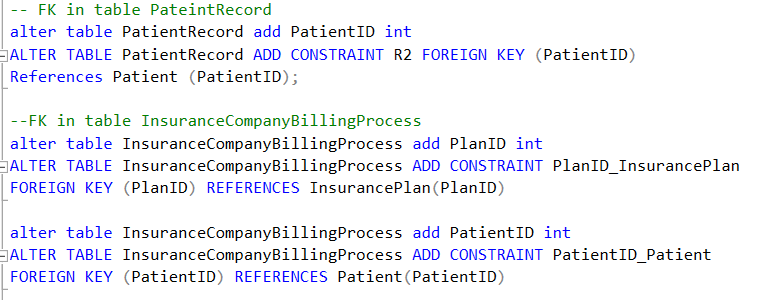 -- FK in table PateintRecord
alter table PatientRecord add PatientID int
ALTER TABLE PatientRecord ADD CONSTRAINT R2 FOREIGN KEY (PatientID)
References Patient (PatientID);
--FK in table InsuranceCompanyBillingProcess
alter table InsuranceCompanyBillingProcess add PlanID int
ALTER TABLE InsuranceCompanyBillingProcess ADD CONSTRAINT PlanID_InsurancePlan
FOREIGN KEY (PlanID) REFERENCES InsurancePlan(PlanID)
alter table InsuranceCompanyBillingProcess add PatientID int
ALTER TABLE InsuranceCompanyBillingProcess ADD CONSTRAINT PatientID_Patient
FOREIGN KEY (PatientID) REFERENCES Patient(PatientID)